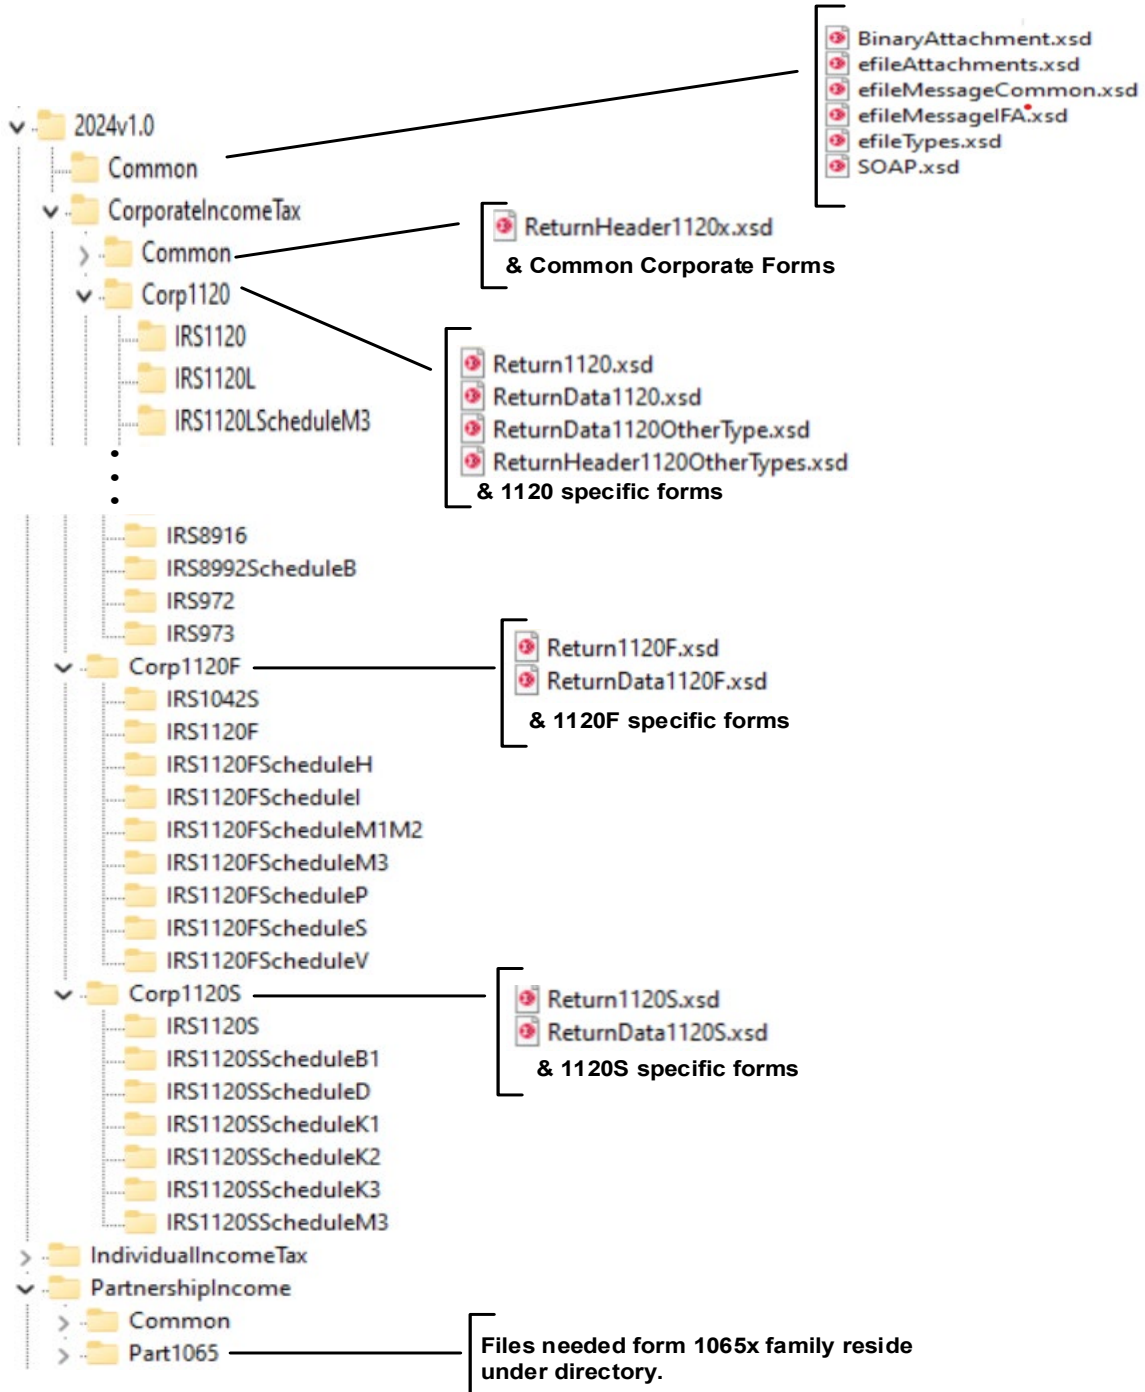 BinaryAttachment.xsd
efileAttachments.xsd
efileMessageCommon.xsd
efileMessageIFA.xsd
efileTypes.xsd
SOAP.xsd
2024v1.0
Common
CorporateIncomeTax
Common
ReturnHeader1120x.xsd
& Common Corporate Forms
Corp1120
IRS1120
IRS1120L
IRS1120LScheduleM3
Return1120.xsd
ReturnData1120.xsd
ReturnData1120OtherType.xsd
ReturnHeader1120OtherTypes.xsd
& 1120 specific forms
IRS8916
IRS8992ScheduleB
IRS972
IRS973
Corp1120F
Return1120F.xsd
ReturnData1120F.xsd
& 1120F specific forms
IRS1042S
IRS1120F
IRS1120FScheduleH
IRS1120FScheduleI
IRS1120FScheduleM1M2
IRS1120FScheduleM3
IRS1120FScheduleP
IRS1120FScheduleS
IRS1120FScheduleV
Corp1120S
Return1120S.xsd
ReturnData1120S.xsd
& 1120S specific forms
IRS1120S
IRS1120SScheduleB1
IRS1120SScheduleD
IRS1120SScheduleK1
IRS1120SScheduleK2
IRS1120SScheduleK3
IRS1120SScheduleM3
IndividualIncomeTax
PartnershipIncome
Common
Part1065
Files needed form 1065x family reside
under directory.